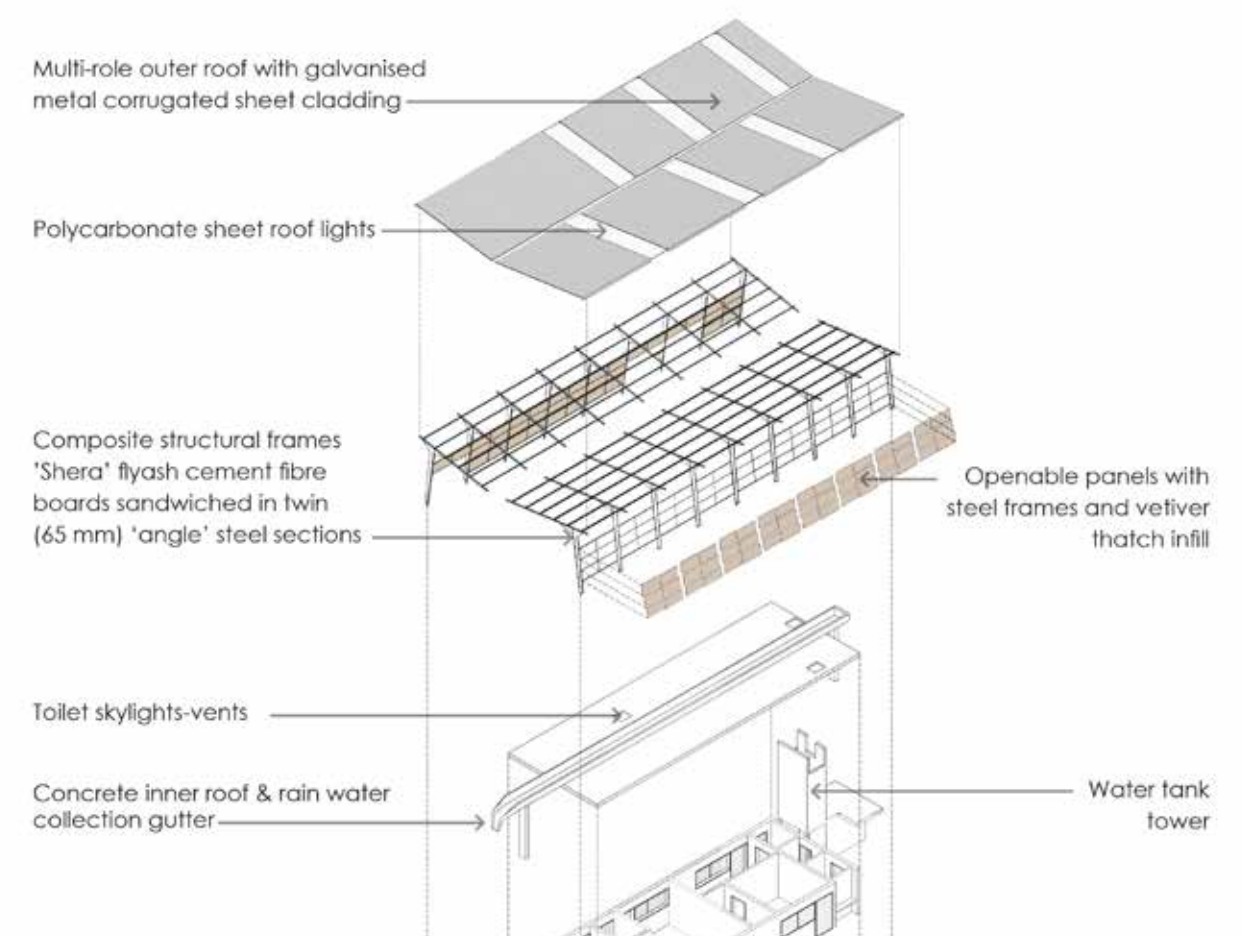 Multi-role outer roof with galvanised
metal corrugated sheet cladding
Polycarbonate sheet roof lights
Composite structural frames
'Shera' flyash cement fibre
boards sandwiched in twin
(65 mm) 'angle' steel sections
Openable panels with
steel frames and vetiver
thatch infill
Toilet skylights-vents
Concrete inner roof & rain water
collection gutter
Water tank
tower